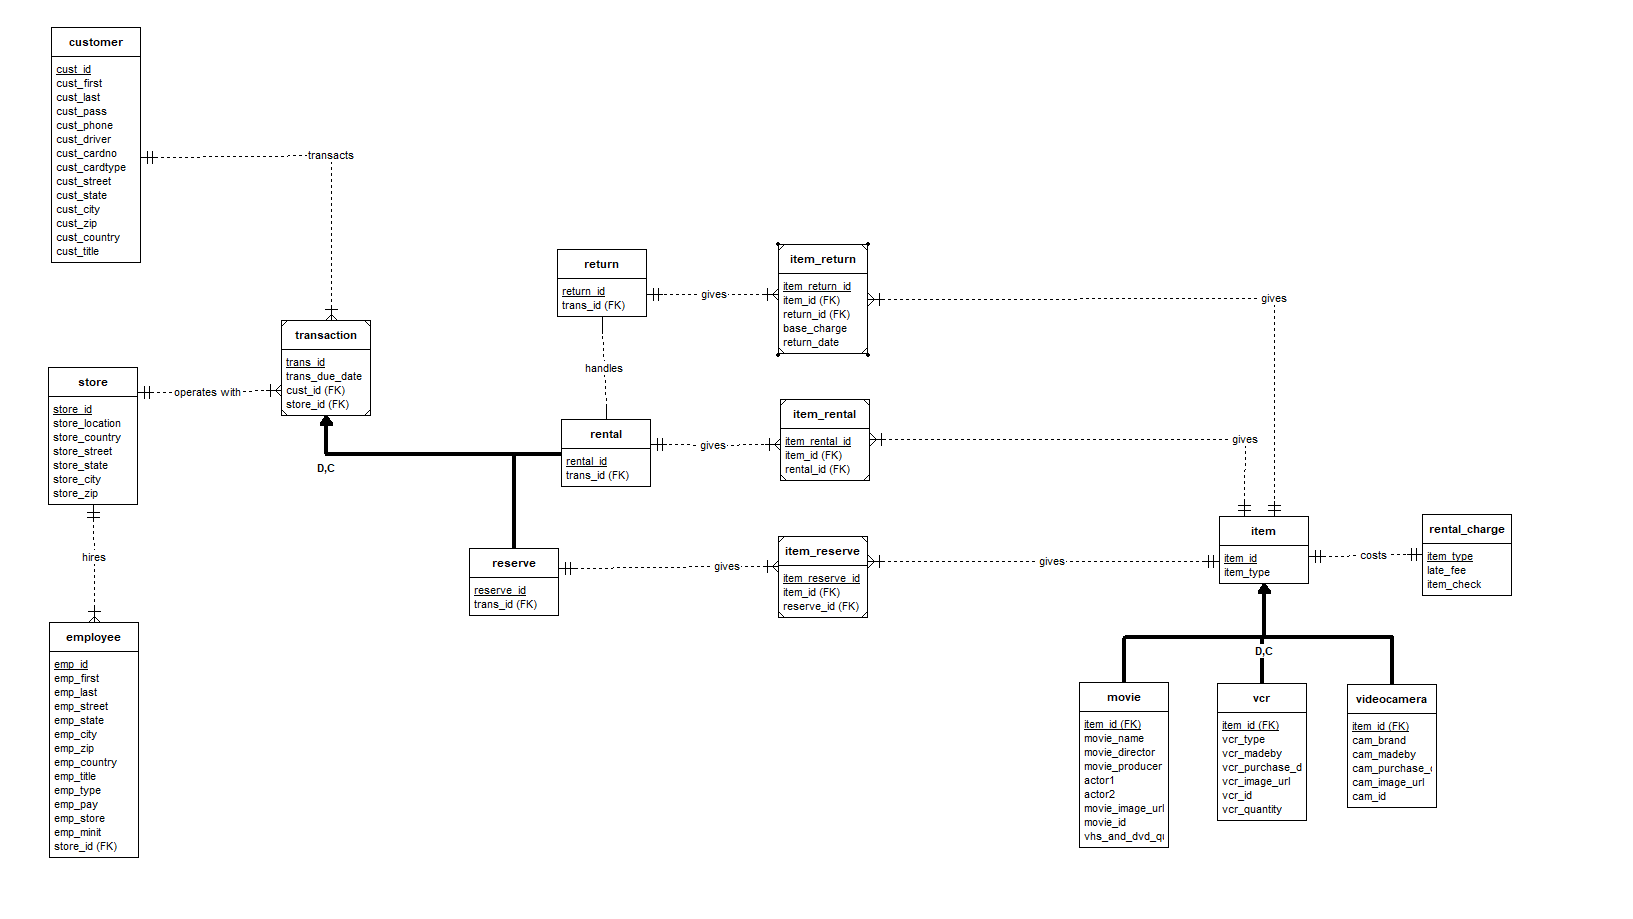 customer
cust_id
cust_first
cust_last
cust_pass
cust_phone
cust_driver
cust_cardno
cust_cardtype
cust_street
cust_state
cust_city
cust_zip
cust_country
cust_title
transacts
transaction
trans_id
trans_due_date
cust_id (FK)
store_id (FK)
D,C
store
store_id
store_location
store_country
store_street
store_state
store_city
store_zip
operates with
hires
employee
emp_id
emp_first
emp_last
emp_street
emp_state
emp_city
emp_zip
emp_country
emp_title
emp_type
emp_pay
emp_store
emp_minit
store_id (FK)
return
return_id
trans_id (FK)
gives
handles
rental
rental_id
trans_id (FK)
gives
reserve
reserve_id
trans_id (FK)
gives
item_return
item_return_id
item_id (FK)
return_id (FK)
base_charge
return_date
gives
item_rental
item_rental_id
item_id (FK)
rental_id (FK)
gives
item_reserve
item_reserve_id
item_id (FK)
reserve_id (FK)
gives
item
item_id
item_type
costs
rental_charge
item_type
late_fee
item_check
D,C
movie
item_id (FK)
movie_name
movie_director
movie_producer
actor1
actor2
movie_image_url
movie_id
vhs_and_dvd_q
vcr
item_id (FK)
vcr_type
vcr_madeby
vcr_purchase_d
vcr_image_url
vcr_id
vcr_quantity
videocamera
item_id (FK)
cam_brand
cam_madeby
cam_purchase_
cam_image_url
cam_id